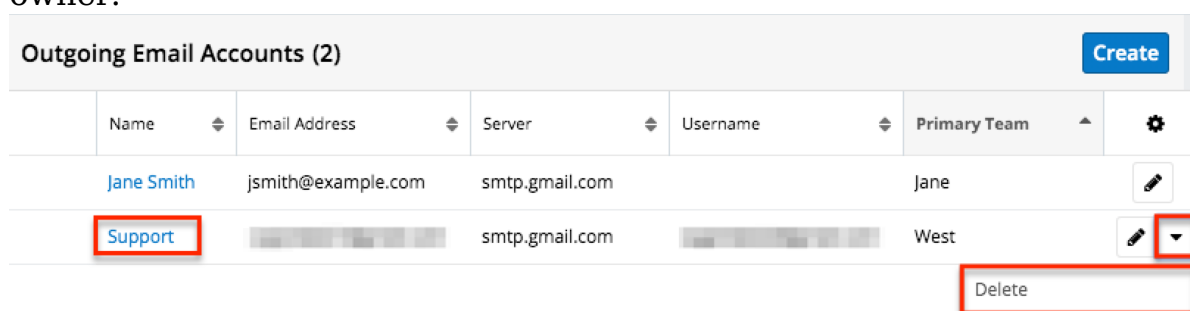 owner.
Outgoing Email Accounts (2) Create
Name Email Address Server Username Primary Team
Jane Smith jsmith@example.com smtp.gmail.com Jane
Support smtp.gmail.com West
Delete